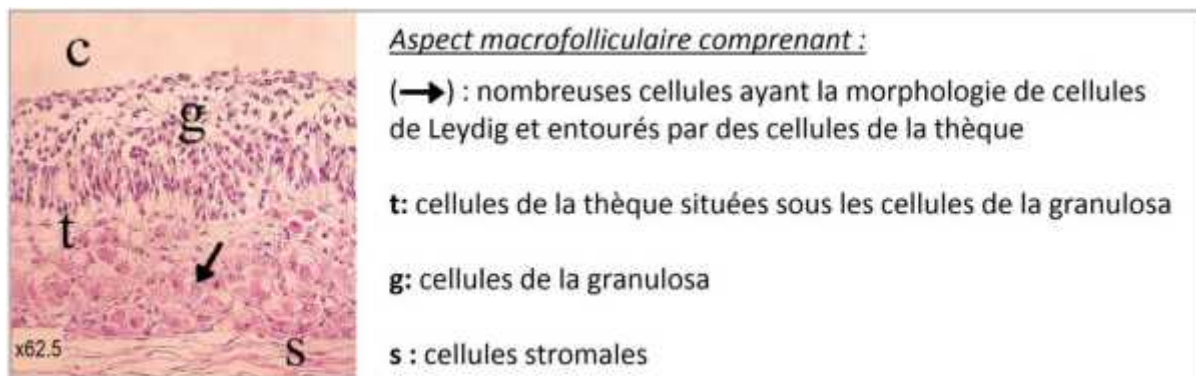 c
g
t
s
x62.5
Aspect macrofolliculaire comprenant :
(→) : nombreuses cellules ayant la morphologie de cellules
de Leydig et entourés par des cellules de la thèque
t: cellules de la thèque situées sous les cellules de la granulosa
g: cellules de la granulosa
s : cellules stromales